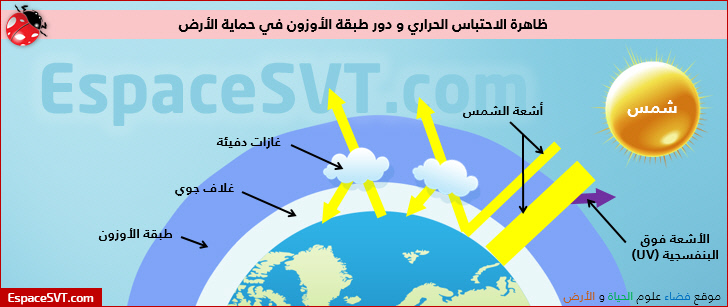 ظاهرة الاحتباس الحراري و دور طبقة الأوزون في حماية الأرض
EspaceSVT.com
شمس
أشعة الشمس
غازات دفيئة
غلاف جوي
طبقة الأوزون
الأشعة فوق
البنفسجية (UV)
موقع فضاء علوم الحياة و الأرض
EspaceSVT.com